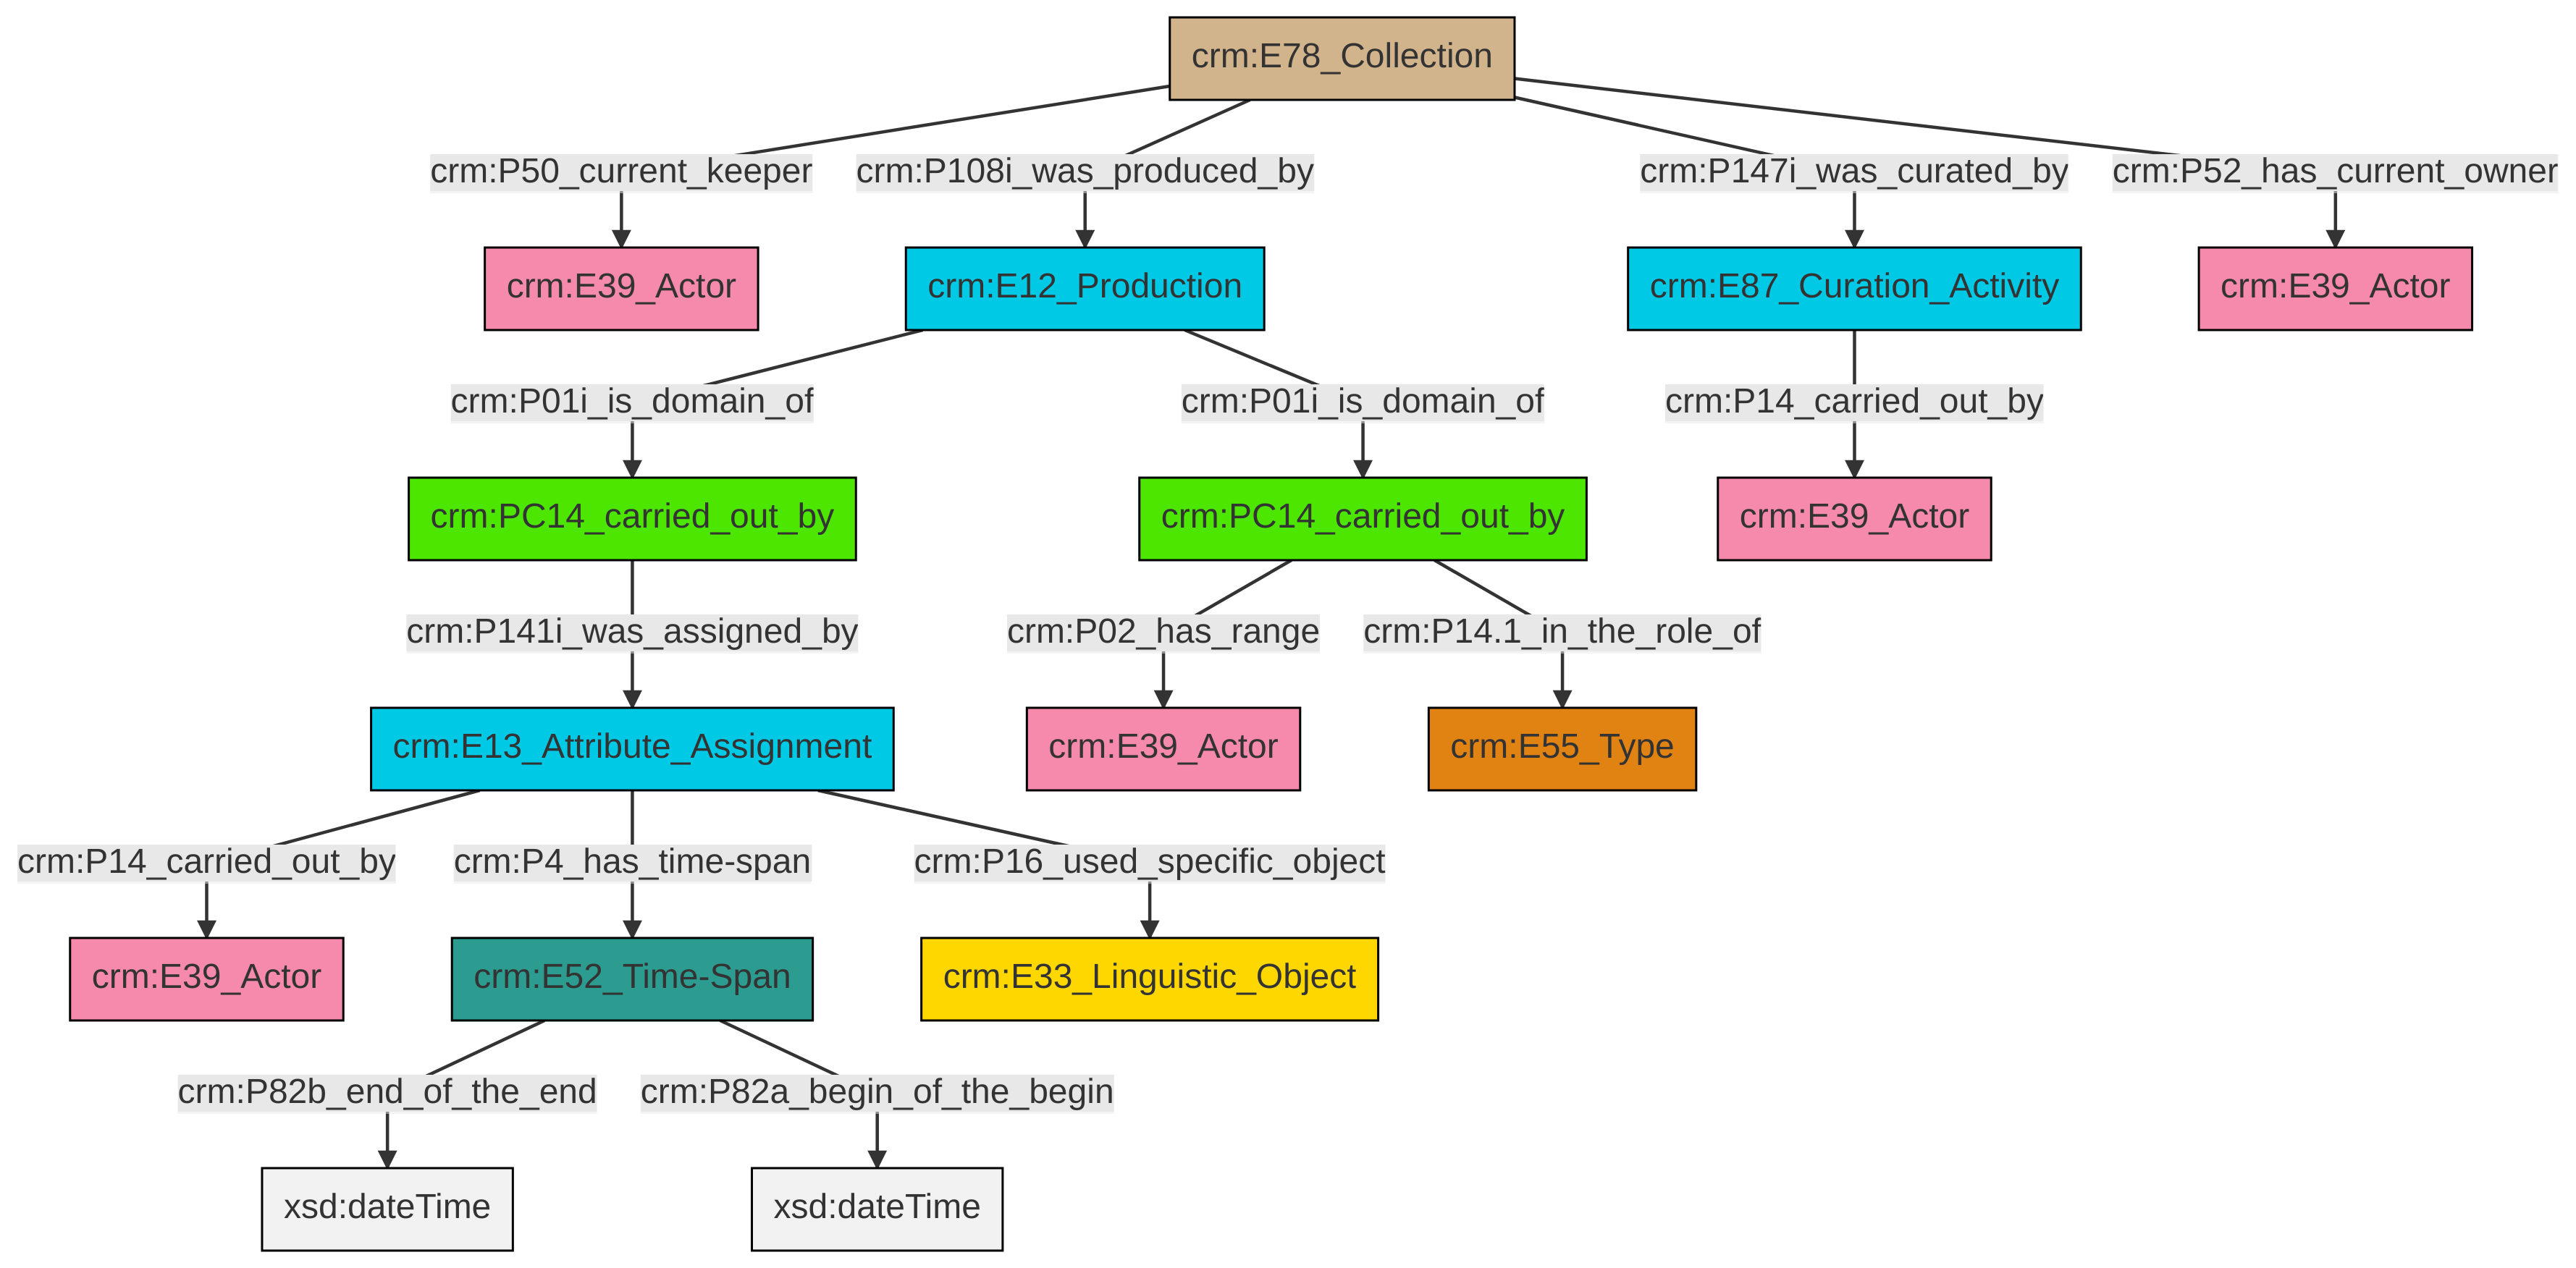 crm:E78_Collection
crm:P50_current_keeper
crm:P108i_was_produced_by
crm:P147i_was_curated_by
crm:P52_has_current_owner
crm:E39_Actor
crm:E12_Production
crm:E87_Curation_Activity
crm:E39_Actor
crm:P01i_is_domain_of
crm:P01i_is_domain_of
crm:P14_carried_out_by
crm:PC14_carried_out_by
crm:PC14_carried_out_by
crm:E39_Actor
crm:P141i_was_assigned_by
crm:P02_has_range
crm:P14.1_in_the_role_of
crm:E13_Attribute_Assignment
crm:E39_Actor
crm:E55_Type
crm:P14_carried_out_by
crm:P4_has_time-span
crm:P16_used_specific_object
crm:E39_Actor
crm:E52_Time-Span
crm:E33_Linguistic_Object
crm:P82b_end_of_the_end
crm:P82a_begin_of_the_begin
xsd:dateTime
xsd:dateTime